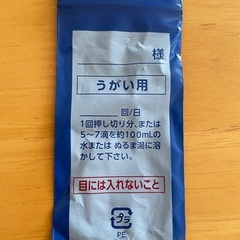 様
うがい用
回/日
1回押し切り分、または
5~7滴を約100mLの
水または ぬるま湯に溶
かして下さい。
目には入れないこと
プラ
PE